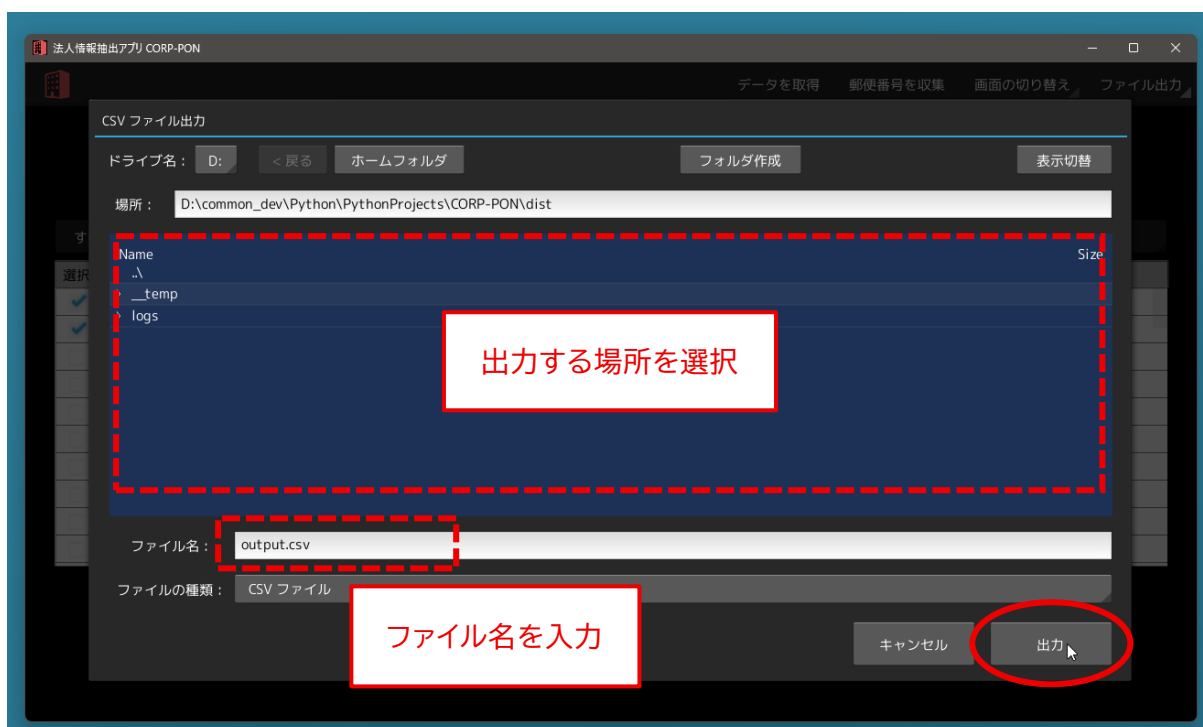 法人情報抽出アプリ CORP-PON
データを取得 郵便番号を収集 画面の切り替え ファイル出力
CSV ファイル出力
ドライブ名： D: < 戻る ホームフォルダ フォルダ作成 表示切替
場所： D:\common_dev\Python\PythonProjects\CORP-PON\dist
す
Name Size
選択
..\
> __temp
> logs
出力する場所を選択
ファイル名： output.csv
ファイルの種類： CSV ファイル
ファイル名を入力
キャンセル 出力